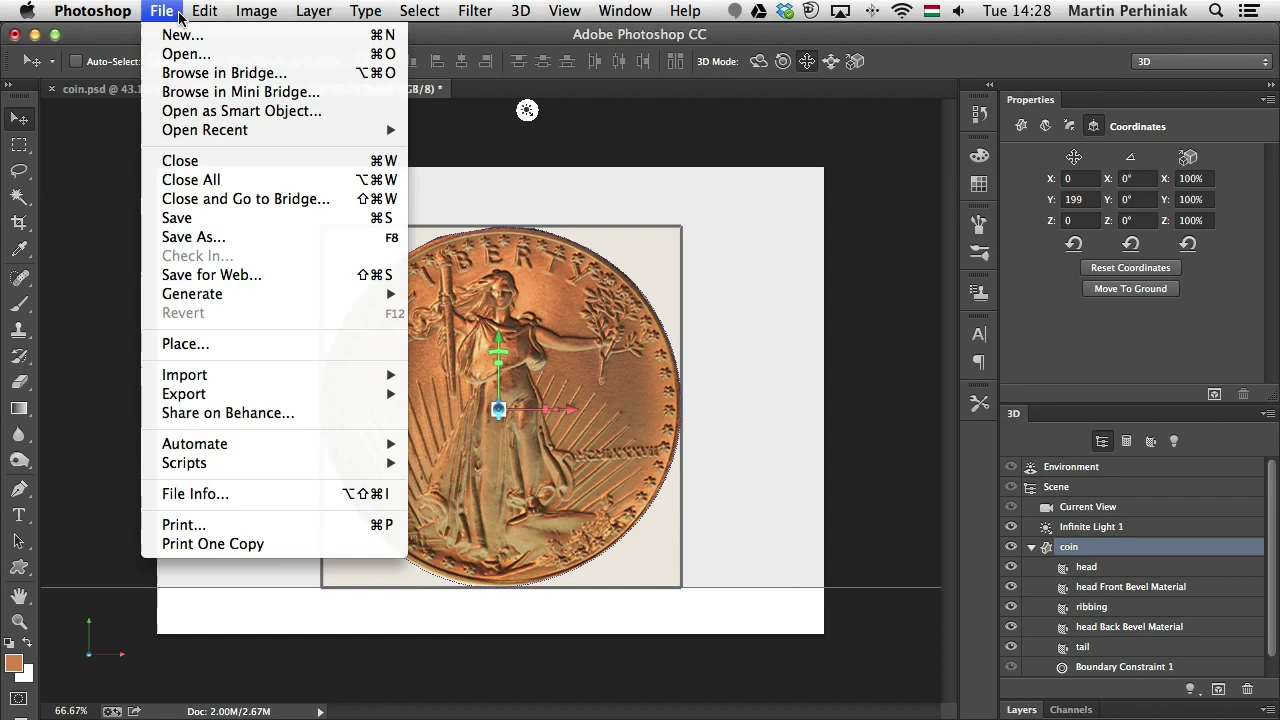 Photoshop File Edit Image Layer Type Select Filter 3D View Window Help Tue 14:28 Martin Perhiniak
Adobe Photoshop CC
Auto-Select: 3D Mode: 3D
coin.psd @ 43.1 GB/8) *
New... ⌘N
Open... ⌘O
Browse in Bridge... ⌥⌘O
Browse in Mini Bridge...
Open as Smart Object...
Open Recent
Close ⌘W
Close All ⌥⌘W
Close and Go to Bridge... ⇧⌘W
Save ⌘S
Save As... F8
Check In...
Save for Web... ⇧⌘S
Generate
Revert F12
Place...
Import
Export
Share on Behance...
Automate
Scripts
File Info... ⌥⇧⌘I
Print... ⌘P
Print One Copy
LIBERTY
Properties
Coordinates
X: 0 X: 0° X: 100%
Y: 199 Y: 0° Y: 100%
Z: 0 Z: 0° Z: 100%
Reset Coordinates
Move To Ground
3D
Environment
Scene
Current View
Infinite Light 1
coin
head
head Front Bevel Material
ribbing
head Back Bevel Material
tail
Boundary Constraint 1
Layers Channels
66.67% Doc: 2.00M/2.67M